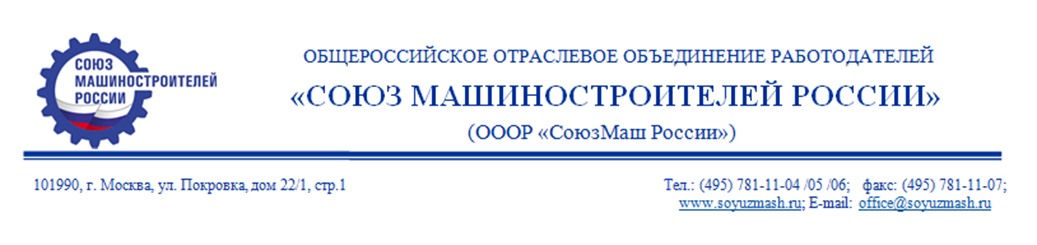 СОЮЗ
МАШИНОСТРОИТЕЛЕЙ
РОССИИ
ОБЩЕРОССИЙСКОЕ ОТРАСЛЕВОЕ ОБЪЕДИНЕНИЕ РАБОТОДАТЕЛЕЙ
«СОЮЗ МАШИНОСТРОИТЕЛЕЙ РОССИИ»
(ОООР «СоюзМаш России»)
101990, г. Москва, ул. Покровка, дом 22/1, стр.1
Тел.: (495) 781-11-04 /05 /06; факс: (495) 781-11-07;
www.soyuzmash.ru; E-mail: office@soyuzmash.ru